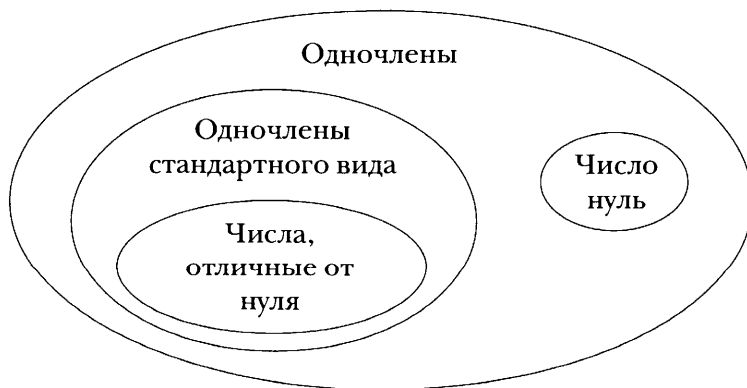 Одночлены
Одночлены
стандартного вида
Число
нуль
Числа,
отличные от
нуля